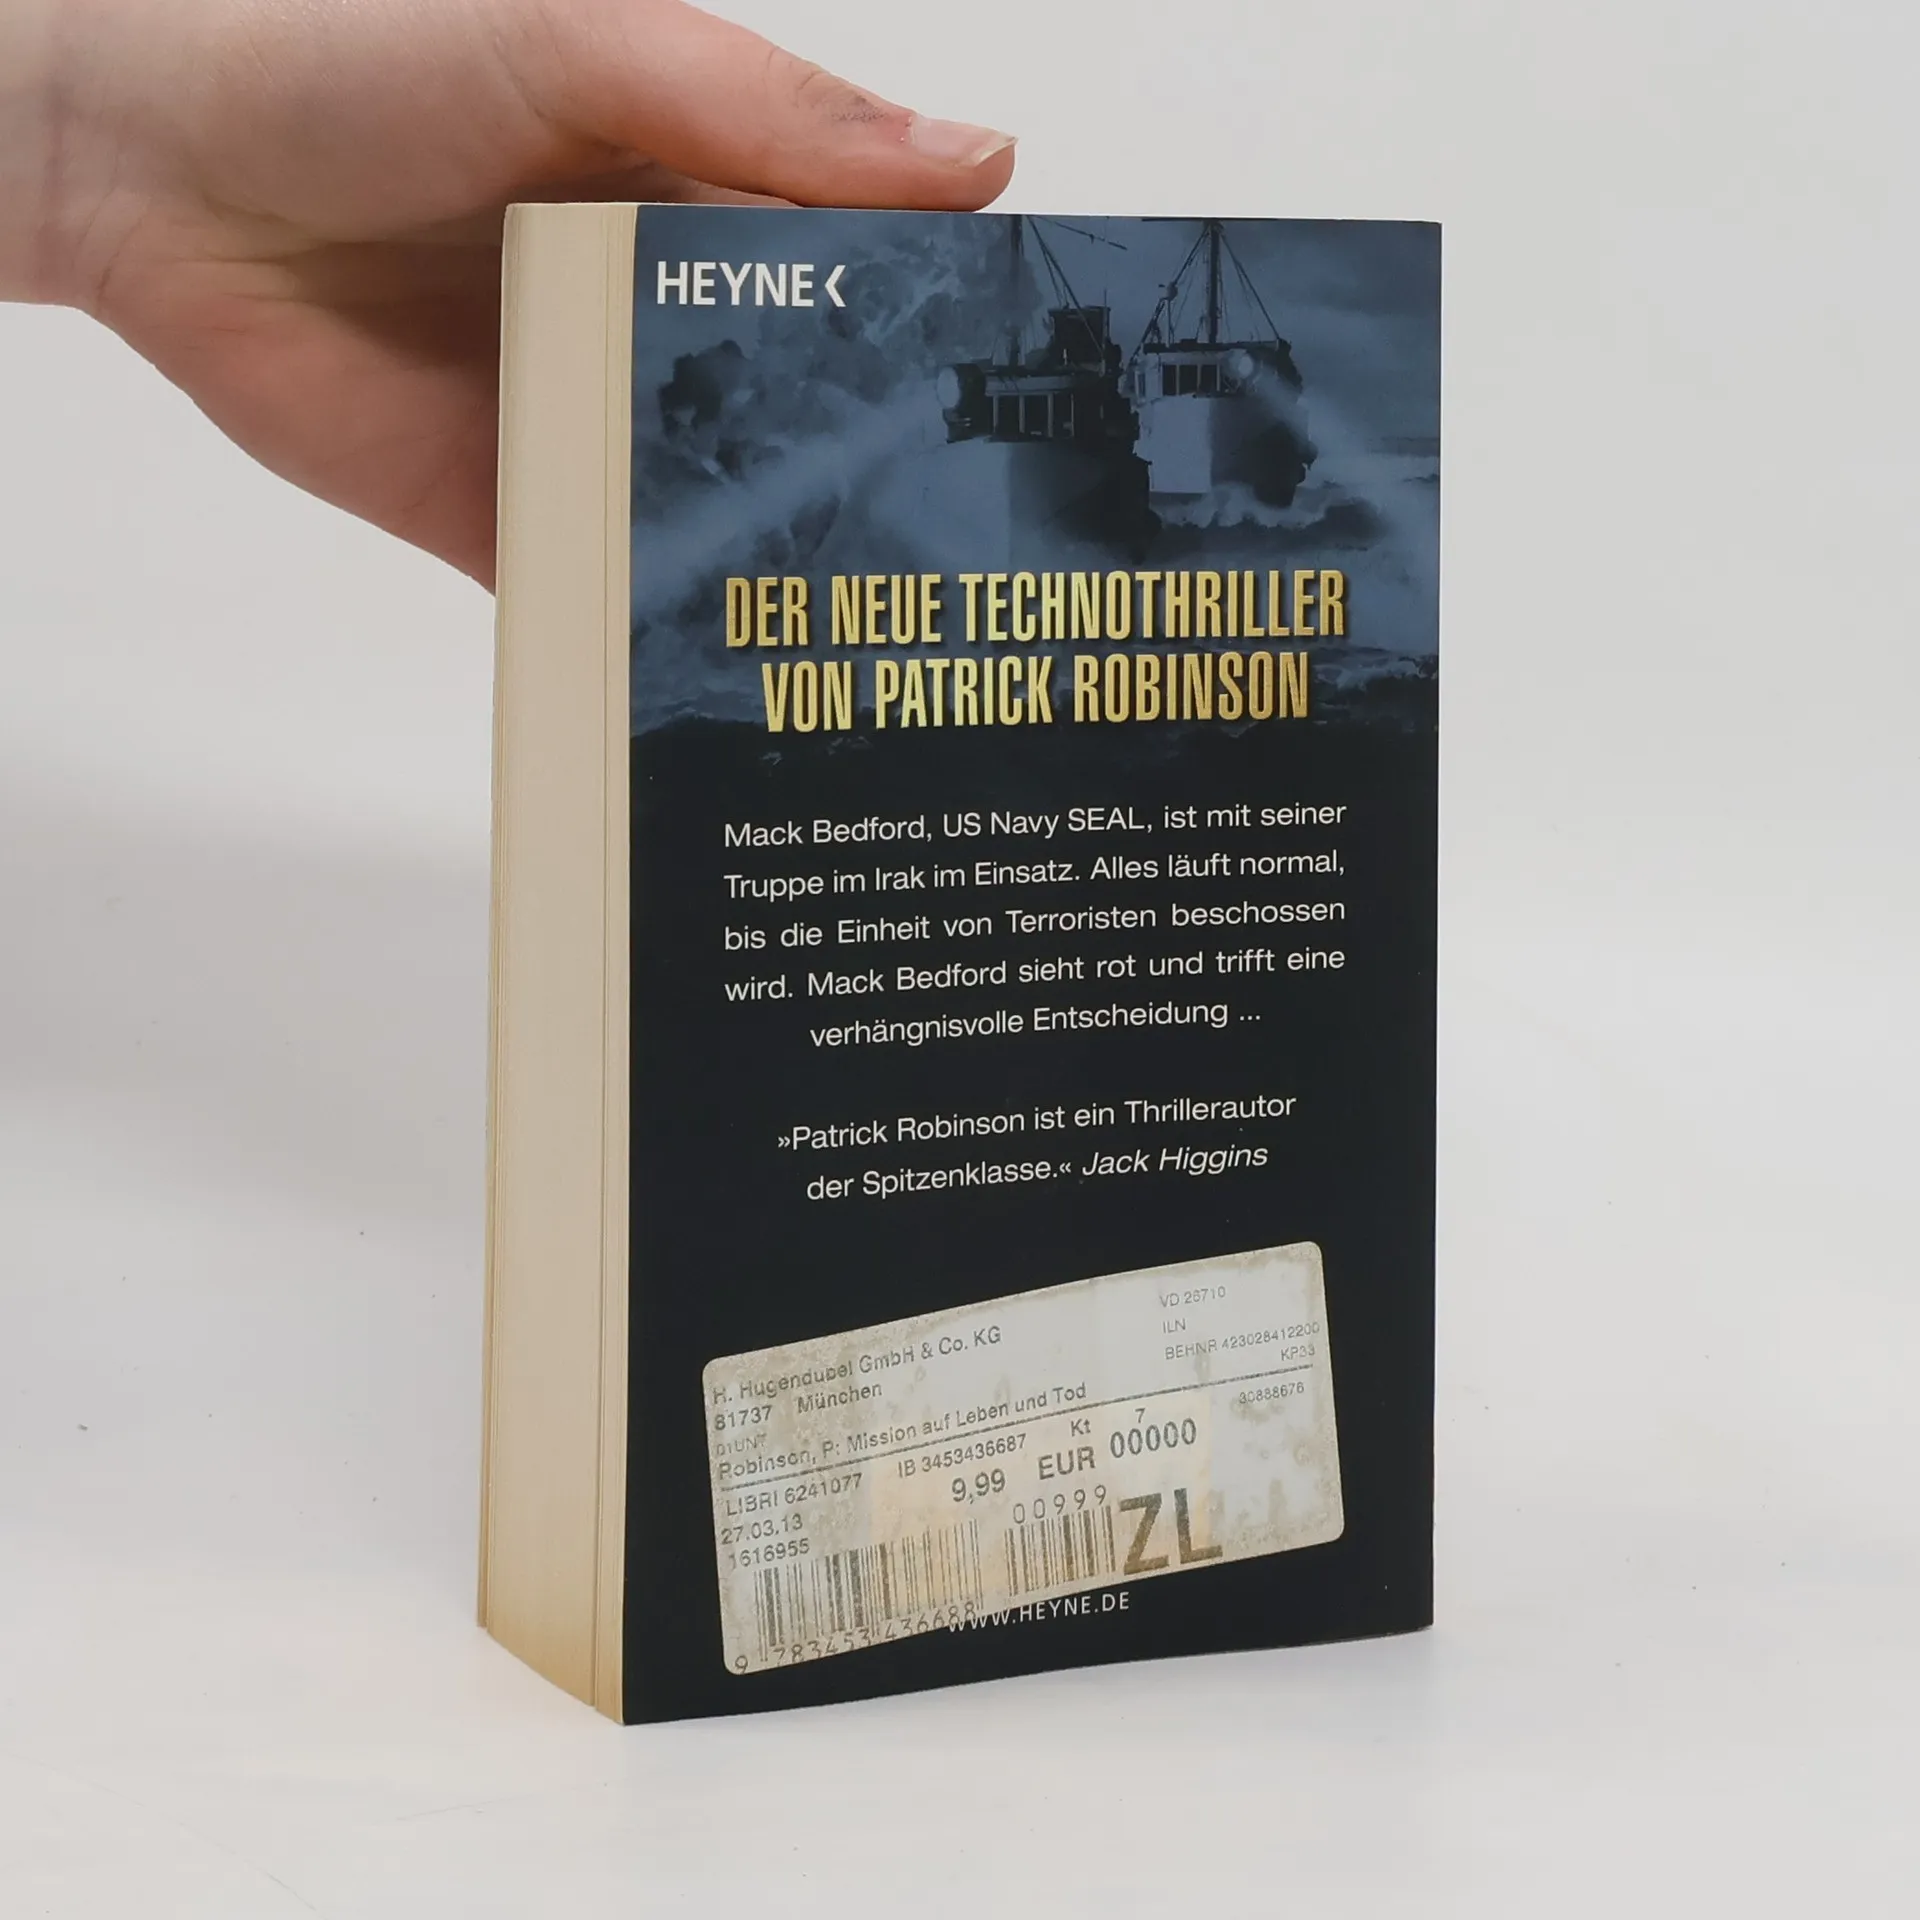 HEYNE<
DER NEUE TECHNOTHRILLER
VON PATRICK ROBINSON
Mack Bedford, US Navy SEAL, ist mit seiner
Truppe im Irak im Einsatz. Alles läuft normal,
bis die Einheit von Terroristen beschossen
wird. Mack Bedford sieht rot und trifft eine
verhängnisvolle Entscheidung ...
»Patrick Robinson ist ein Thrillerautor
der Spitzenklasse.« Jack Higgins
VD 26710
H. Hugendubel GmbH & Co. KG
ILN
81737 München
BEHNR 423028412200
KP33
01UNT
Robinson, P: Mission auf Leben und Tod
30888676
LIBRI 6241077 IB 3453436687 Kt 7
27.03.13 9,99 EUR 00000
1616955 00999 ZL
9 783453 436688
WWW.HEYNE.DE